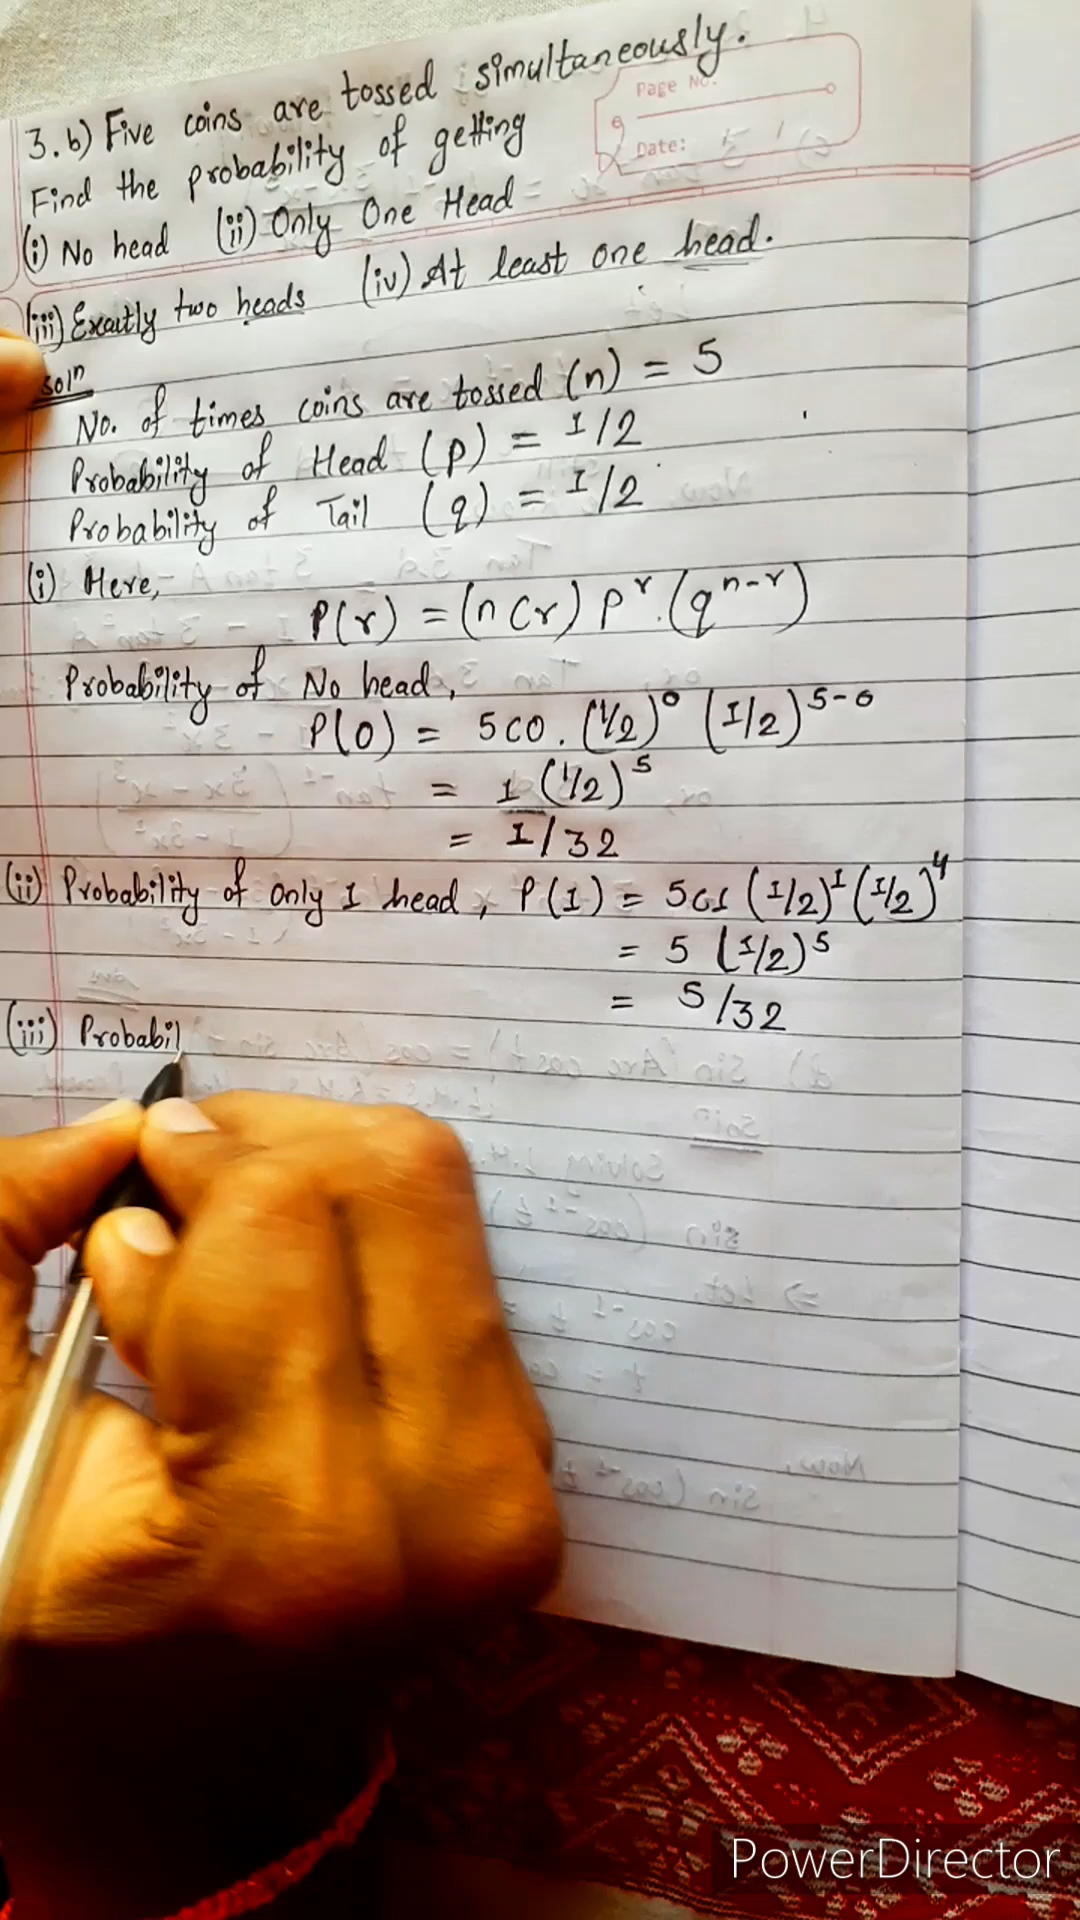 3.b) Five coins are tossed simultaneously.
Page No.
Find the probability of getting
Date:
(i) No head (ii) Only One Head
(iii) Exactly two heads (iv) At least one head.
Soln
No. of times coins are tossed (n) = 5
Probability of Head (p) = 1/2
Probability of Tail (q) = 1/2
(i) Here,
P(r) = (nCr) p^r.(q^n-r)
Probability of No head,
P(0) = 5C0. (1/2)^0 (1/2)^5-0
= 1 (1/2)^5
= 1/32
(ii) Probability of only 1 head, P(1) = 5C1 (1/2)^1 (1/2)^4
= 5 (1/2)^5
= 5/32
(iii) Probabil
PowerDirector